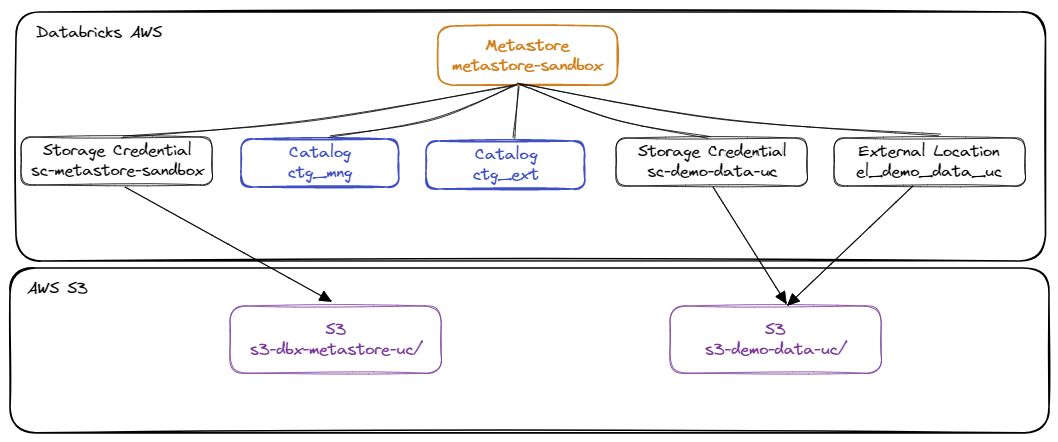 Databricks AWS
Metastore
metastore-sandbox
Storage Credential
sc-metastore-sandbox
Catalog
ctg_mng
Catalog
ctg_ext
Storage Credential
sc-demo-data-uc
External Location
el_demo_data_uc
AWS S3
S3
s3-dbx-metastore-uc/
S3
s3-demo-data-uc/